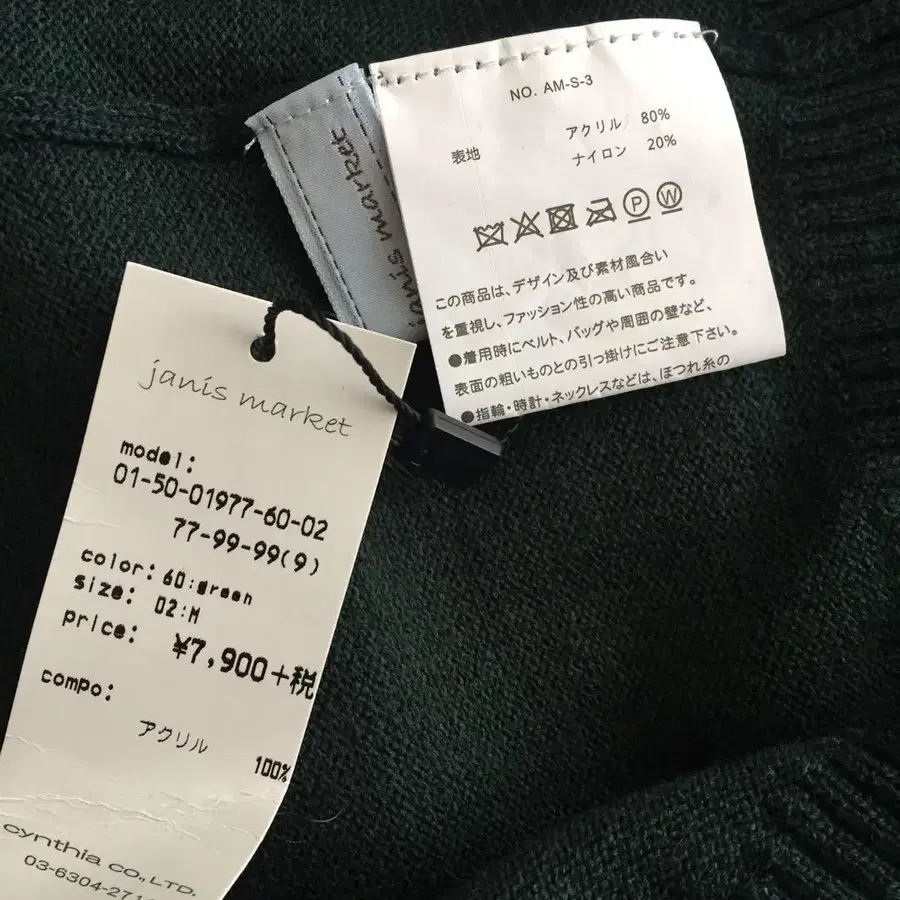 NO. AM-S-3
表地 アクリル 80%
ナイロン 20%
P W
この商品は、デザイン及び素材風合い
を重視し、ファッション性の高い商品です。
●着用時にベルト、バッグや周囲の壁など、
表面の粗いものとの引っ掛けにご注意下さい。
●指輪・時計・ネックレスなどは、ほつれ糸の
janis market
janis market
model:
01-50-01977-60-02
77-99-99(9)
color: 60:green
size: 02:M
price: ¥7,900+税
compo:
アクリル
100%
cynthia CO.,LTD.
03-6304-271